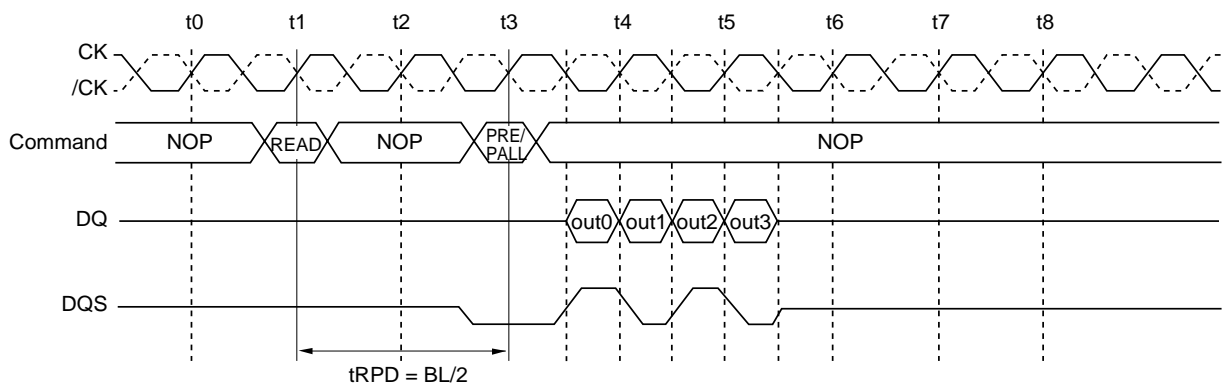 t0 t1 t2 t3 t4 t5 t6 t7 t8
CK
/CK
Command NOP READ NOP PRE/ PALL NOP
DQ out0 out1 out2 out3
DQS
tRPD = BL/2